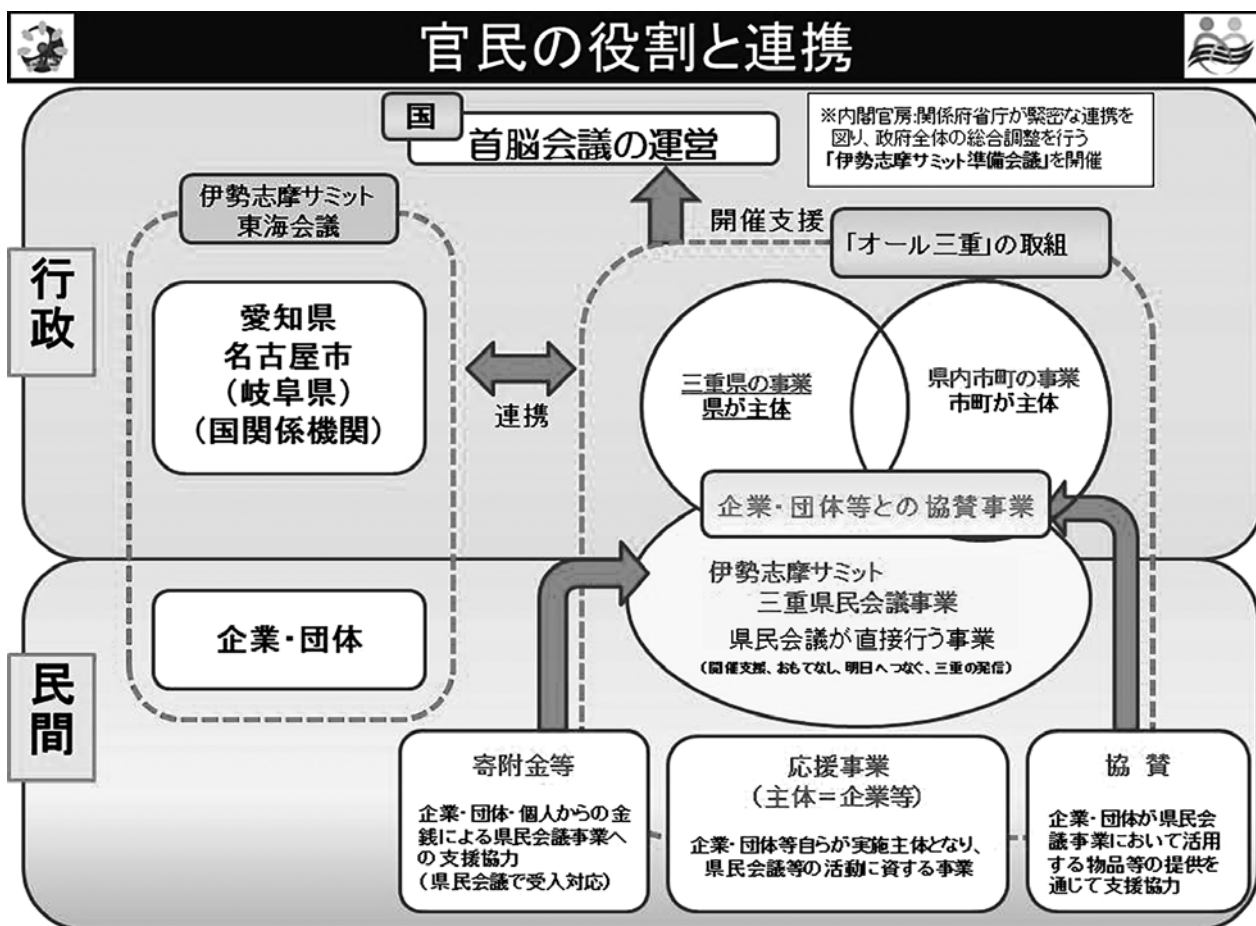 官民の役割と連携
国
首脳会議の運営
※内閣官房:関係府省庁が緊密な連携を
図り、政府全体の総合調整を行う
「伊勢志摩サミット準備会議」を開催
伊勢志摩サミット
東海会議
開催支援
「オール三重」の取組
行政
愛知県
名古屋市
(岐阜県)
(国関係機関)
連携
三重県の事業
県が主体
県内市町の事業
市町が主体
企業・団体等との協賛事業
伊勢志摩サミット
三重県民会議事業
県民会議が直接行う事業
(開催支援、おもてなし、明日へつなぐ、三重の発信)
民間
企業・団体
寄附金等
企業・団体・個人からの金
銭による県民会議事業へ
の支援協力
(県民会議で受入対応)
応援事業
(主体=企業等)
企業・団体等自らが実施主体となり、
県民会議等の活動に資する事業
協賛
企業・団体が県民会
議事業において活用
する物品等の提供を
通じて支援協力